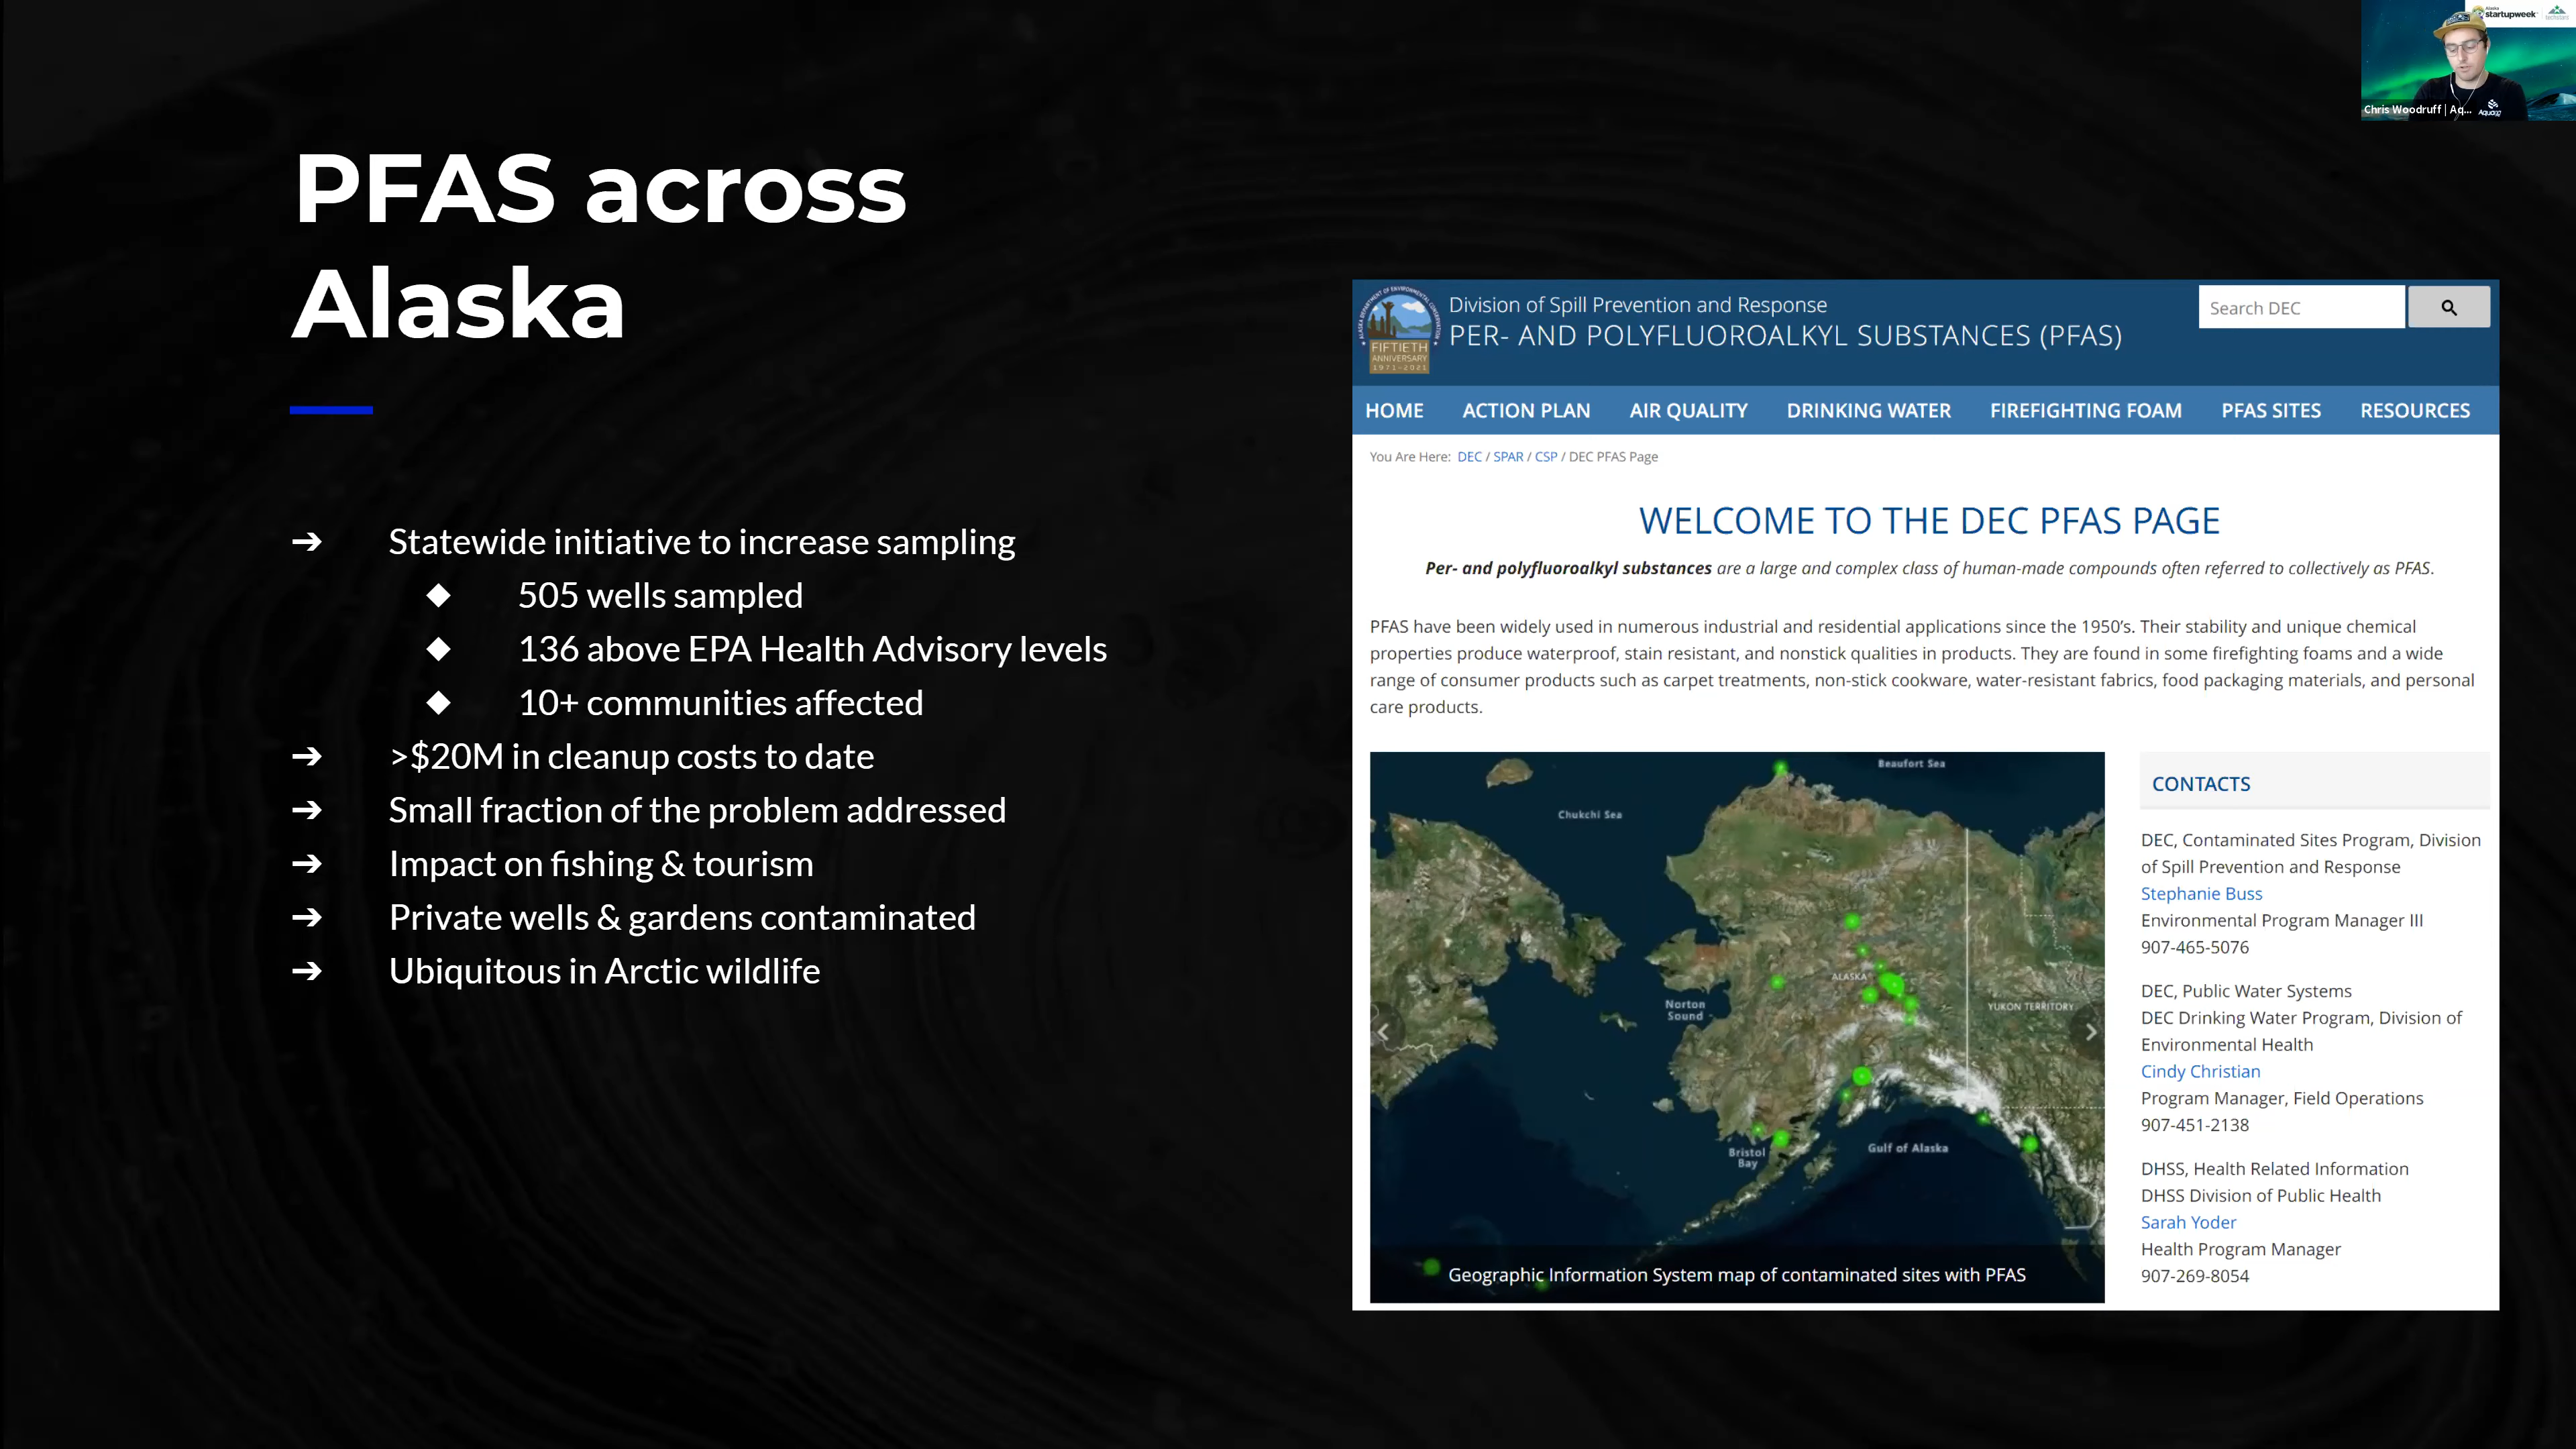 PFAS across
Alaska
➔ Statewide initiative to increase sampling
◆ 505 wells sampled
◆ 136 above EPA Health Advisory levels
◆ 10+ communities affected
➔ >$20M in cleanup costs to date
➔ Small fraction of the problem addressed
➔ Impact on fishing & tourism
➔ Private wells & gardens contaminated
➔ Ubiquitous in Arctic wildlife
Alaska
startupweek
techstars
Chris Woodruff | Aq...
Division of Spill Prevention and Response
PER- AND POLYFLUOROALKYL SUBSTANCES (PFAS)
FIFTIETH
ANNIVERSARY
1971-2021
Search DEC
HOME ACTION PLAN AIR QUALITY DRINKING WATER FIREFIGHTING FOAM PFAS SITES RESOURCES
You Are Here: DEC / SPAR / CSP / DEC PFAS Page
WELCOME TO THE DEC PFAS PAGE
Per- and polyfluoroalkyl substances are a large and complex class of human-made compounds often referred to collectively as PFAS.
PFAS have been widely used in numerous industrial and residential applications since the 1950's. Their stability and unique chemical
properties produce waterproof, stain resistant, and nonstick qualities in products. They are found in some firefighting foams and a wide
range of consumer products such as carpet treatments, non-stick cookware, water-resistant fabrics, food packaging materials, and personal
care products.
Beaufort Sea
Chukchi Sea
ALASKA
Norton
Sound
YUKON TERRITORY
Bristol
Bay
Gulf of Alaska
Geographic Information System map of contaminated sites with PFAS
CONTACTS
DEC, Contaminated Sites Program, Division
of Spill Prevention and Response
Stephanie Buss
Environmental Program Manager III
907-465-5076
DEC, Public Water Systems
DEC Drinking Water Program, Division of
Environmental Health
Cindy Christian
Program Manager, Field Operations
907-451-2138
DHSS, Health Related Information
DHSS Division of Public Health
Sarah Yoder
Health Program Manager
907-269-8054